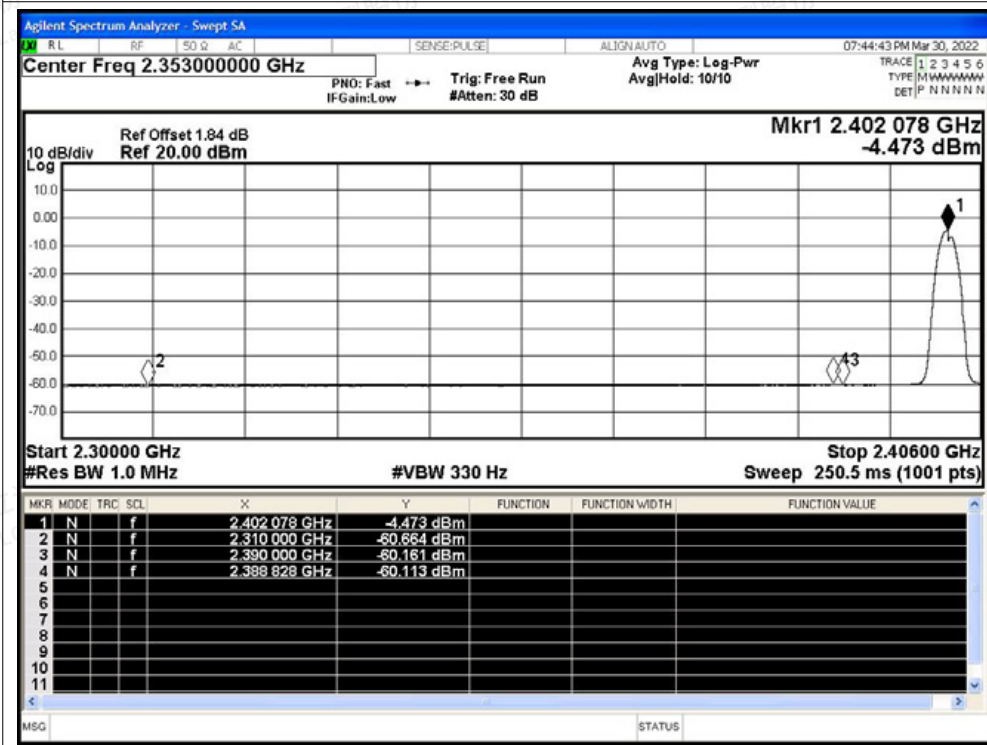 Agilent Spectrum Analyzer - Swept SA
LXI RL RF 50 Ω AC SENSE:PULSE ALIGN AUTO 07:44:43 PM Mar 30, 2022
Center Freq 2.353000000 GHz
PNO: Fast
IFGain:Low
Trig: Free Run
#Atten: 30 dB
Avg Type: Log-Pwr
Avg|Hold: 10/10
TRACE 1 2 3 4 5 6
TYPE M WWWWW
DET P N N N N N
Ref Offset 1.84 dB
10 dB/div Ref 20.00 dBm
Log
Mkr1 2.402 078 GHz
-4.473 dBm
10.0
0.00
-10.0
-20.0
-30.0
-40.0
-50.0
-60.0
-70.0
1
2
43
Start 2.30000 GHz Stop 2.40600 GHz
#Res BW 1.0 MHz #VBW 330 Hz Sweep 250.5 ms (1001 pts)
MKR MODE TRC SCL X Y FUNCTION FUNCTION WIDTH FUNCTION VALUE
1 N f 2.402 078 GHz -4.473 dBm
2 N f 2.310 000 GHz -60.664 dBm
3 N f 2.390 000 GHz -60.161 dBm
4 N f 2.388 828 GHz -60.113 dBm
5
6
7
8
9
10
11
MSG STATUS